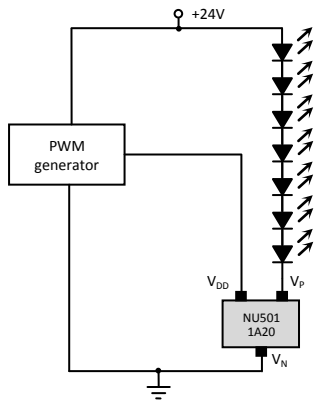 +24V
PWM
generator
VDD
VP
NU501
1A20
VN